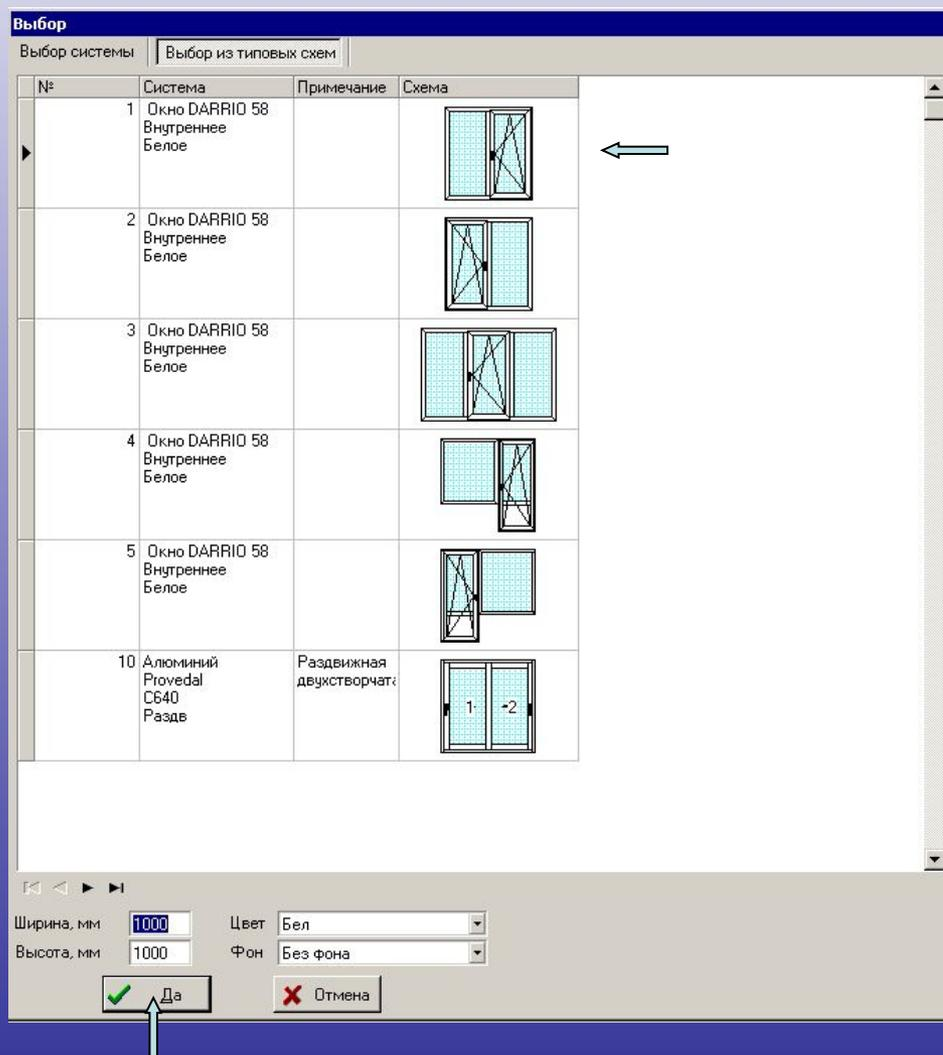 Выбор
Выбор системы Выбор из типовых схем
№ Система Примечание Схема
1 Окно DARRIO 58
Внутреннее
Белое
2 Окно DARRIO 58
Внутреннее
Белое
3 Окно DARRIO 58
Внутреннее
Белое
4 Окно DARRIO 58
Внутреннее
Белое
5 Окно DARRIO 58
Внутреннее
Белое
10 Алюминий Раздвижная
Provedal двухстворчата
C640
Раздв
1 2
Ширина, мм 1000 Цвет Бел
Высота, мм 1000 Фон Без фона
Да Отмена